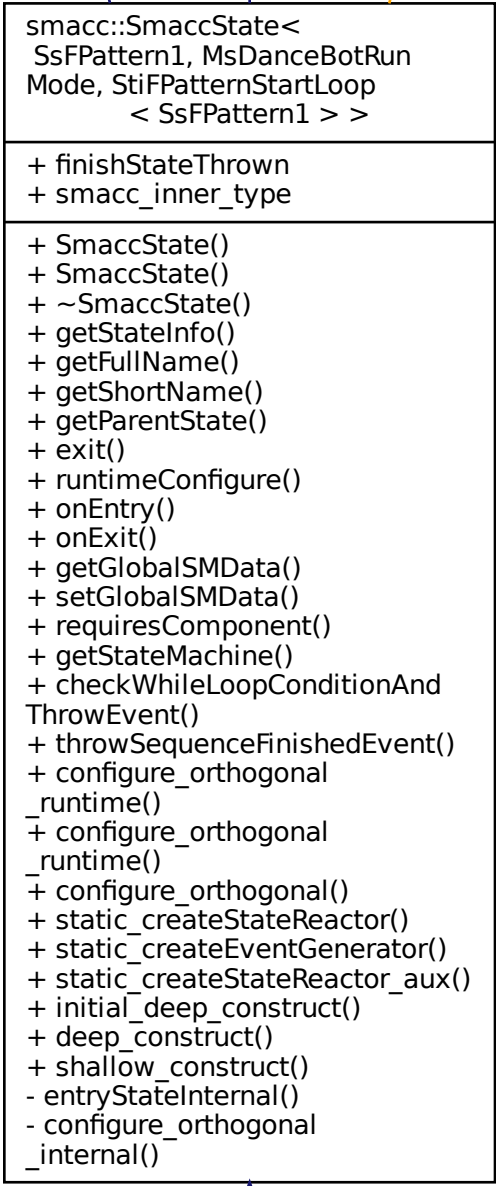 smacc::SmaccState<
SsFPattern1, MsDanceBotRun
Mode, StiFPatternStartLoop
< SsFPattern1 > >
+ finishStateThrown
+ smacc_inner_type
+ SmaccState()
+ SmaccState()
+ ~SmaccState()
+ getStateInfo()
+ getFullName()
+ getShortName()
+ getParentState()
+ exit()
+ runtimeConfigure()
+ onEntry()
+ onExit()
+ getGlobalSMData()
+ setGlobalSMData()
+ requiresComponent()
+ getStateMachine()
+ checkWhileLoopConditionAnd
ThrowEvent()
+ throwSequenceFinishedEvent()
+ configure_orthogonal
_runtime()
+ configure_orthogonal
_runtime()
+ configure_orthogonal()
+ static_createStateReactor()
+ static_createEventGenerator()
+ static_createStateReactor_aux()
+ initial_deep_construct()
+ deep_construct()
+ shallow_construct()
- entryStateInternal()
- configure_orthogonal
_internal()